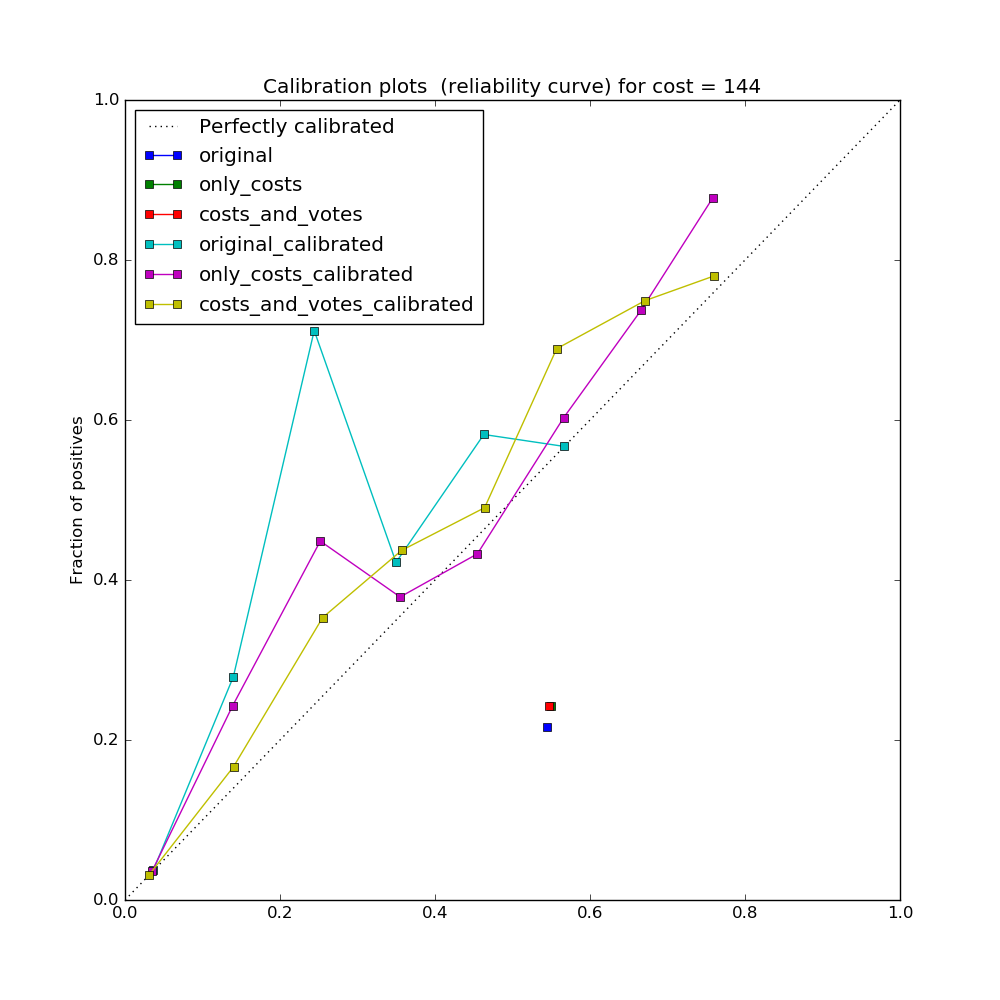 Calibration plots  (reliability curve) for cost = 144
1.0
Perfectly calibrated
original
only_costs
costs_and_votes
original_calibrated
only_costs_calibrated
costs_and_votes_calibrated
0.8
0.6
Fraction of positives
0.4
0.2
0.0
0.0 0.2 0.4 0.6 0.8 1.0